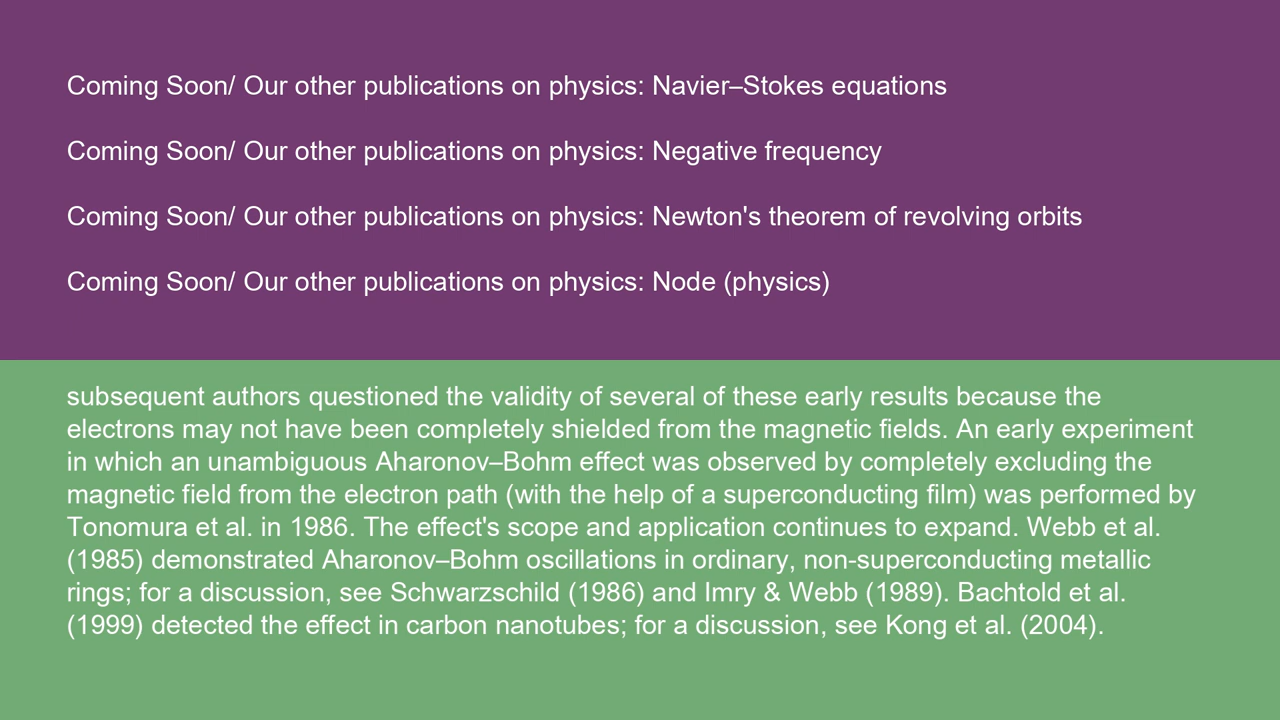 Coming Soon/ Our other publications on physics: Navier–Stokes equations
Coming Soon/ Our other publications on physics: Negative frequency
Coming Soon/ Our other publications on physics: Newton's theorem of revolving orbits
Coming Soon/ Our other publications on physics: Node (physics)
subsequent authors questioned the validity of several of these early results because the
electrons may not have been completely shielded from the magnetic fields. An early experiment
in which an unambiguous Aharonov–Bohm effect was observed by completely excluding the
magnetic field from the electron path (with the help of a superconducting film) was performed by
Tonomura et al. in 1986. The effect's scope and application continues to expand. Webb et al.
(1985) demonstrated Aharonov–Bohm oscillations in ordinary, non-superconducting metallic
rings; for a discussion, see Schwarzschild (1986) and Imry & Webb (1989). Bachtold et al.
(1999) detected the effect in carbon nanotubes; for a discussion, see Kong et al. (2004).